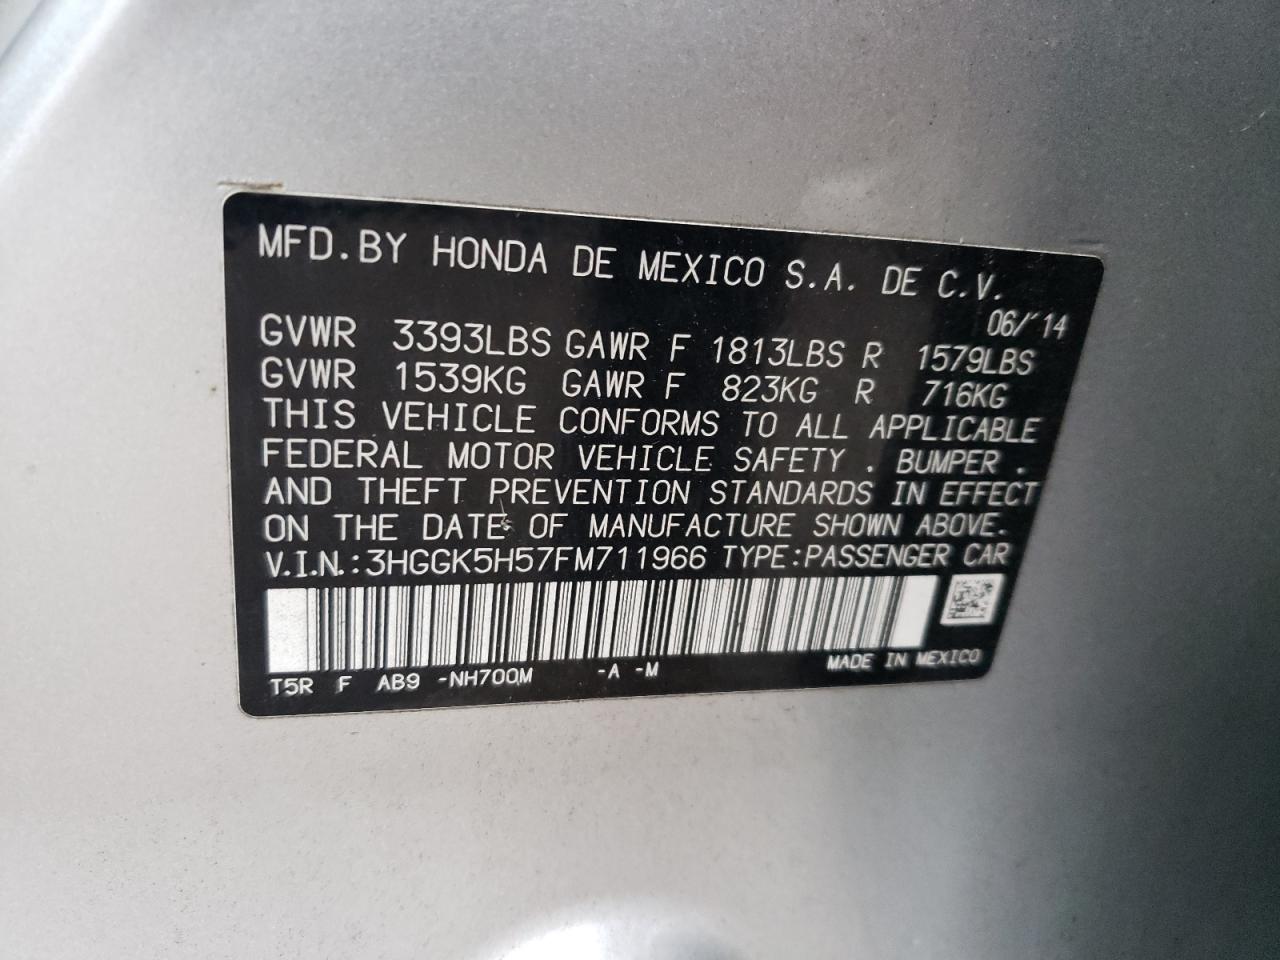 MFD.BY HONDA DE MEXICO S.A. DE C.V.
06/'14
GVWR 3393LBS GAWR F 1813LBS R 1579LBS
GVWR 1539KG GAWR F 823KG R 716KG
THIS VEHICLE CONFORMS TO ALL APPLICABLE
FEDERAL MOTOR VEHICLE SAFETY . BUMPER .
AND THEFT PREVENTION STANDARDS IN EFFECT
ON THE DATE OF MANUFACTURE SHOWN ABOVE.
V.I.N.:3HGGK5H57FM711966 TYPE:PASSENGER CAR
MADE IN MEXICO
T5R F AB9 -NH700M -A -M